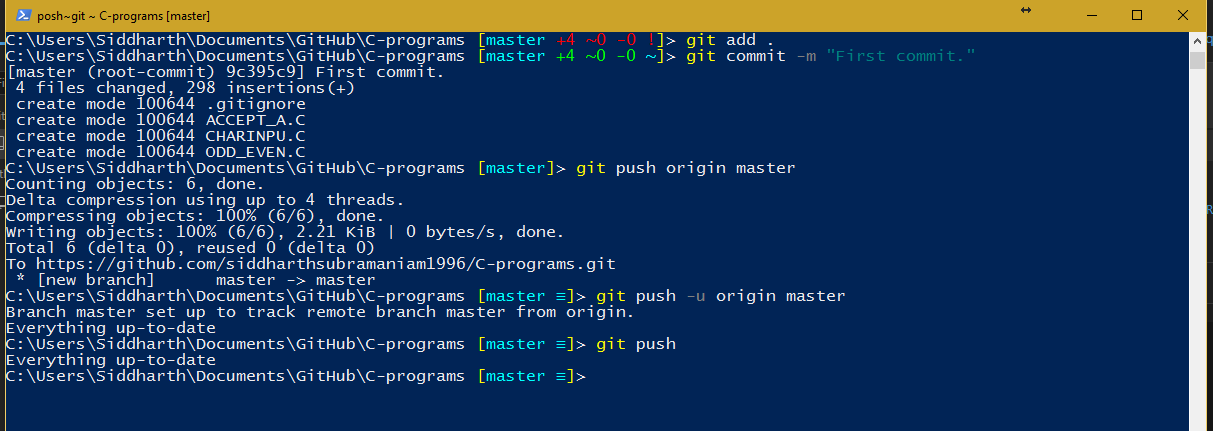 posh~git ~ C-programs [master]
C:\Users\Siddharth\Documents\GitHub\C-programs [master +4 ~0 -0 !]> git add .
C:\Users\Siddharth\Documents\GitHub\C-programs [master +4 ~0 -0 ~]> git commit -m "First commit."
[master (root-commit) 9c395c9] First commit.
 4 files changed, 298 insertions(+)
 create mode 100644 .gitignore
 create mode 100644 ACCEPT_A.C
 create mode 100644 CHARINPU.C
 create mode 100644 ODD_EVEN.C
C:\Users\Siddharth\Documents\GitHub\C-programs [master]> git push origin master
Counting objects: 6, done.
Delta compression using up to 4 threads.
Compressing objects: 100% (6/6), done.
Writing objects: 100% (6/6), 2.21 KiB | 0 bytes/s, done.
Total 6 (delta 0), reused 0 (delta 0)
To https://github.com/siddharthsubramaniam1996/C-programs.git
 * [new branch]      master -> master
C:\Users\Siddharth\Documents\GitHub\C-programs [master ≡]> git push -u origin master
Branch master set up to track remote branch master from origin.
Everything up-to-date
C:\Users\Siddharth\Documents\GitHub\C-programs [master ≡]> git push
Everything up-to-date
C:\Users\Siddharth\Documents\GitHub\C-programs [master ≡]>